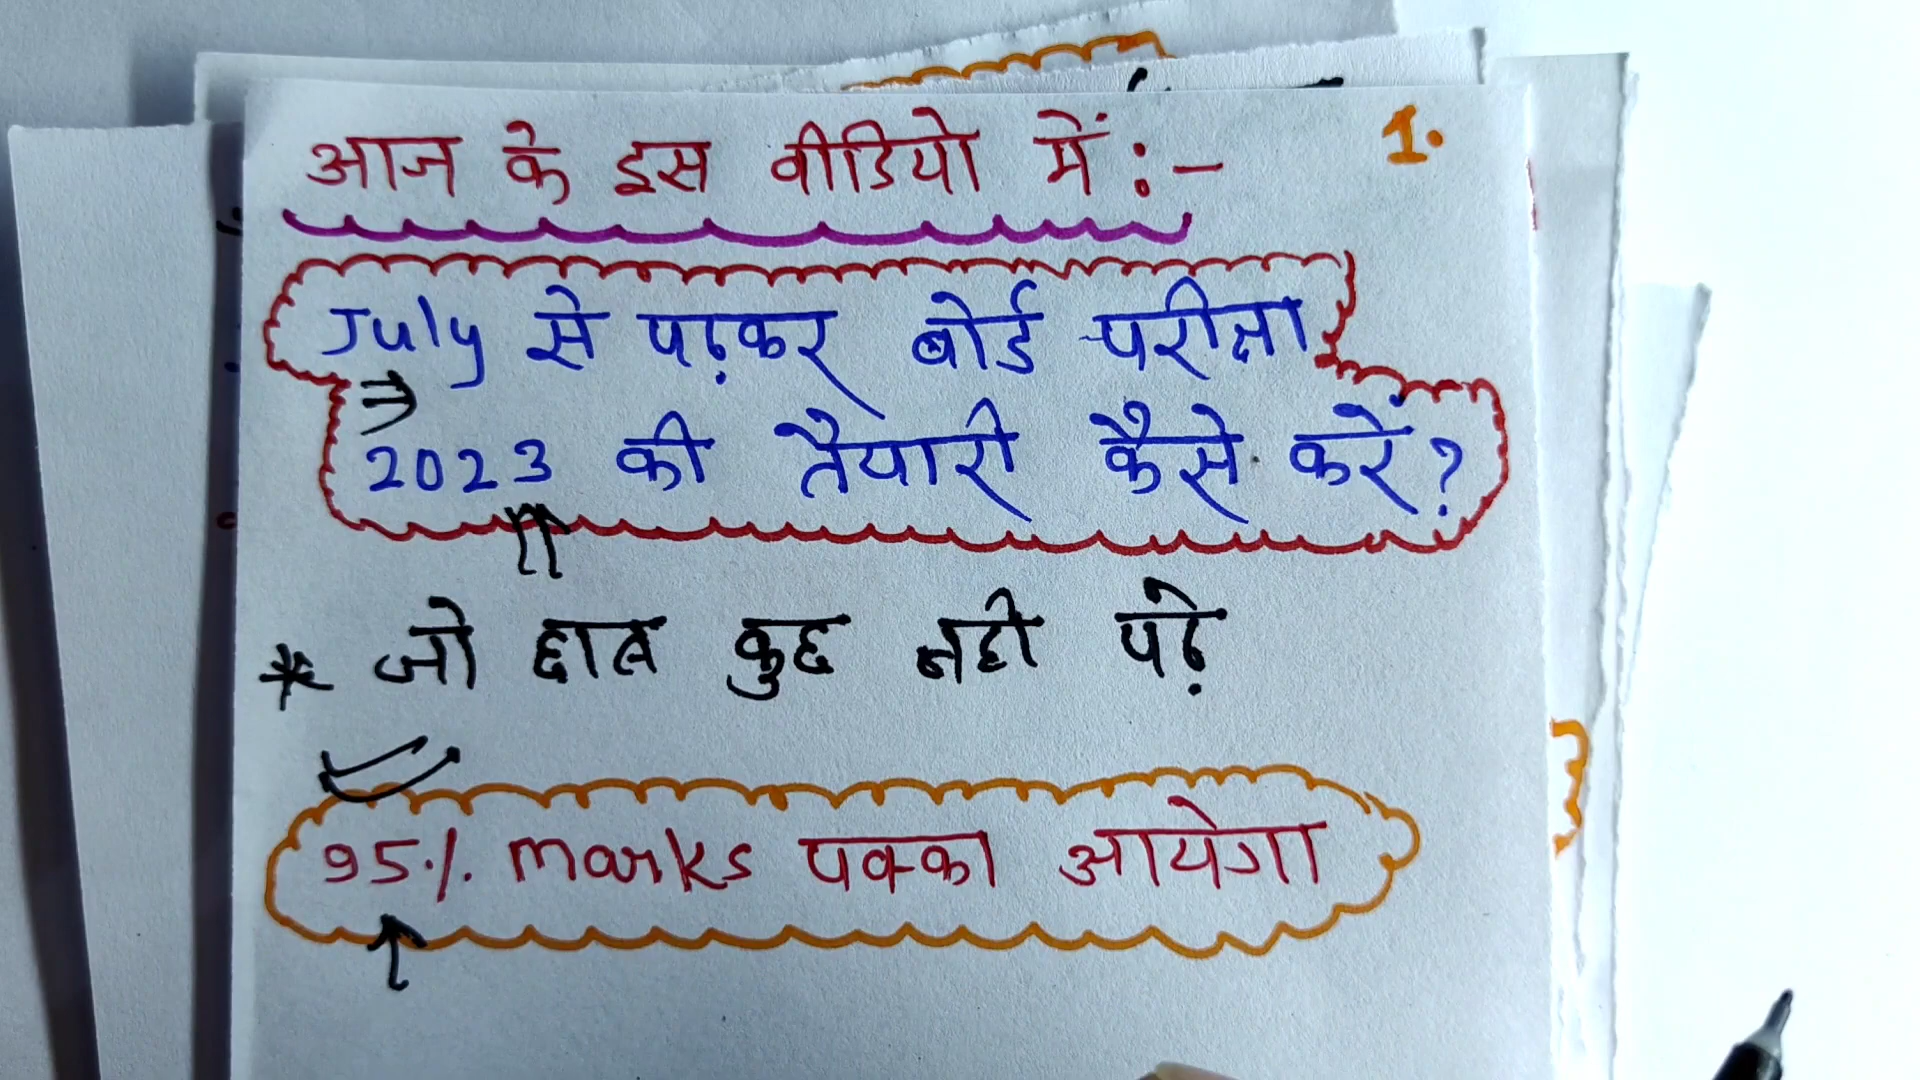 आज के इस वीडियो में :- 1.
July से पढ़कर बोर्ड परीक्षा
⇒
2023 की तैयारी कैसे करें?
* जो छात्र कुछ नही पढ़े
95% marks पक्का आयेगा